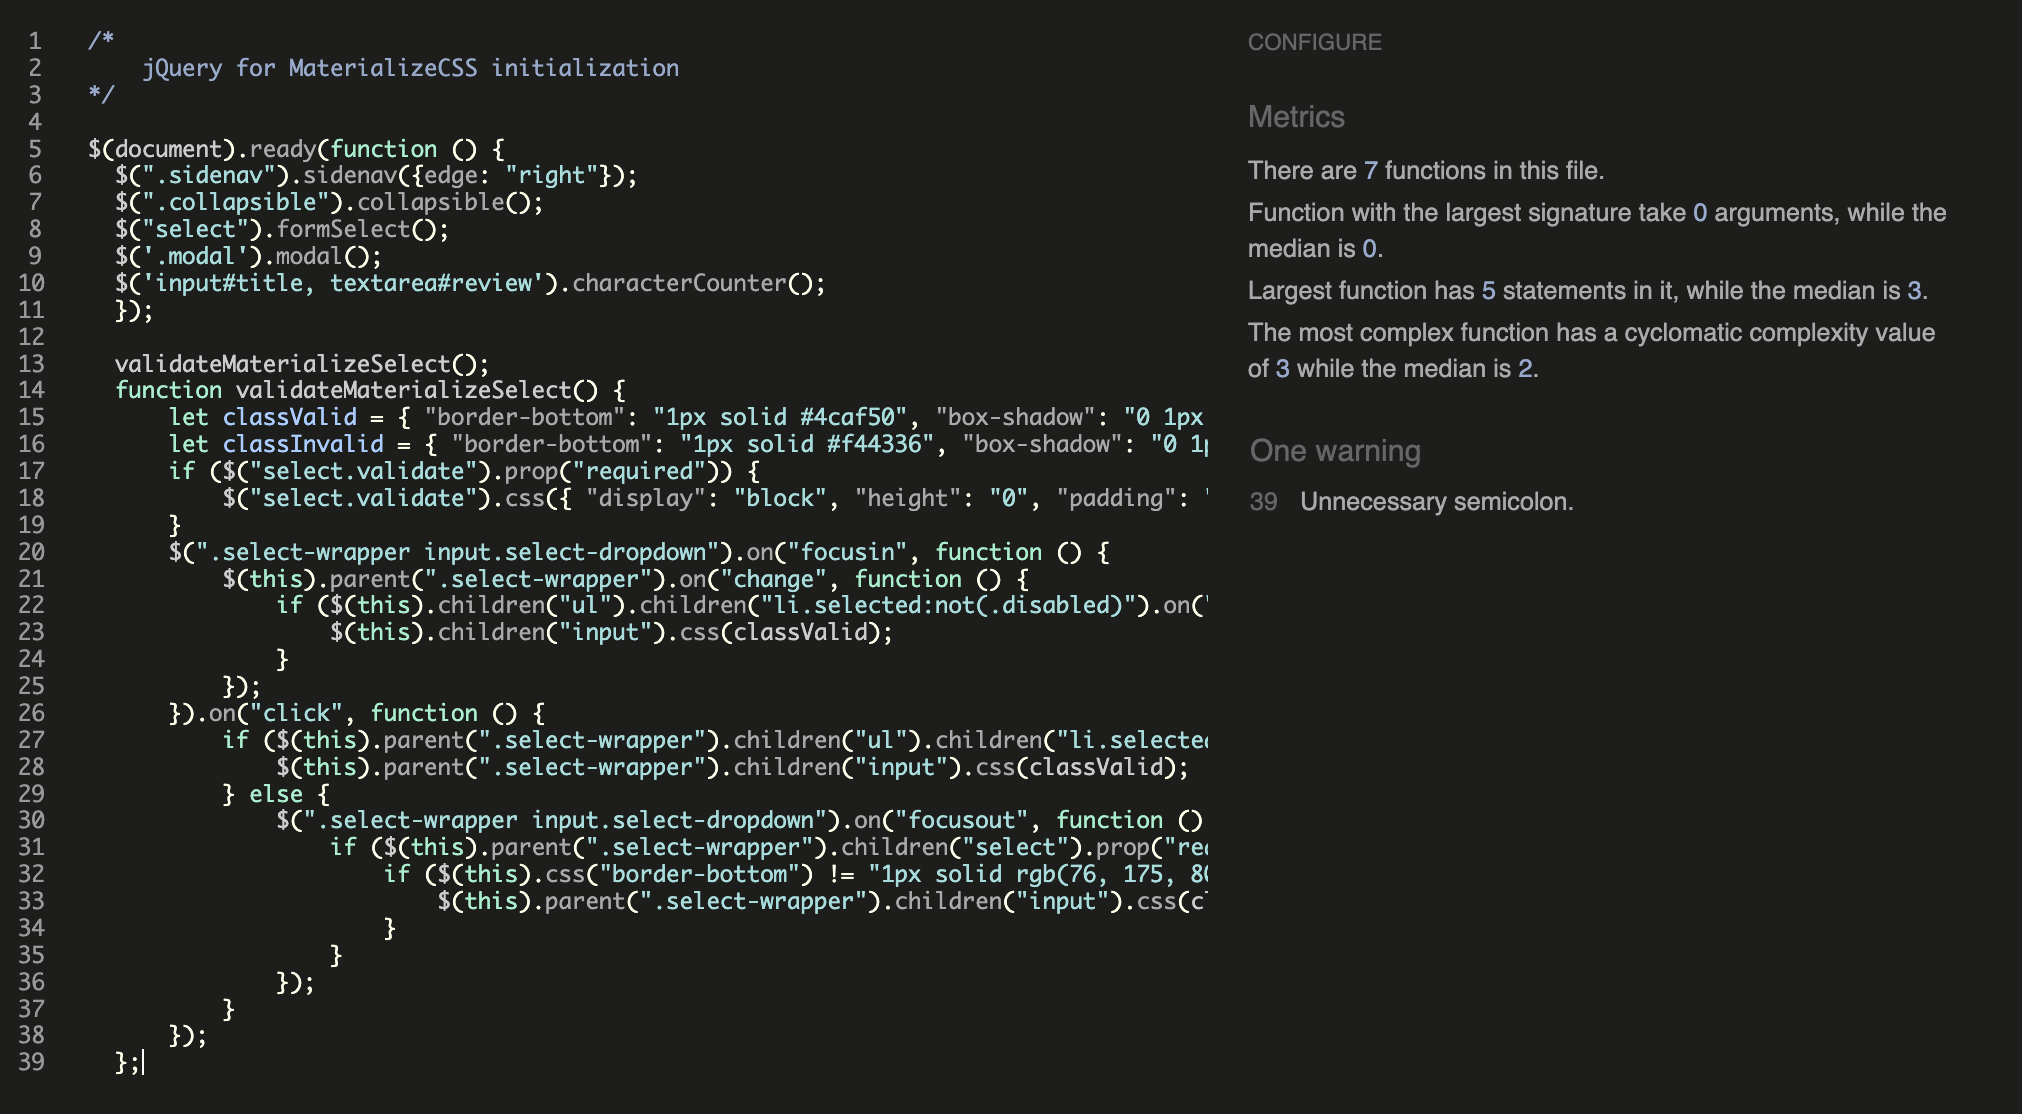 1 /*
2 jQuery for MaterializeCSS initialization
3 */
4
5 $(document).ready(function () {
6 $(".sidenav").sidenav({edge: "right"});
7 $(".collapsible").collapsible();
8 $("select").formSelect();
9 $('.modal').modal();
10 $('input#title, textarea#review').characterCounter();
11 });
12
13 validateMaterializeSelect();
14 function validateMaterializeSelect() {
15 let classValid = { "border-bottom": "1px solid #4caf50", "box-shadow": "0 1px
16 let classInvalid = { "border-bottom": "1px solid #f44336", "box-shadow": "0
17 if ($("select.validate").prop("required")) {
18 $("select.validate").css({ "display": "block", "height": "0", "padding":
19 }
20 $(".select-wrapper input.select-dropdown").on("focusin", function () {
21 $(this).parent(".select-wrapper").on("change", function () {
22 if ($(this).children("ul").children("li.selected:not(.disabled)").on(
23 $(this).children("input").css(classValid);
24 }
25 });
26 }).on("click", function () {
27 if ($(this).parent(".select-wrapper").children("ul").children("li.selected
28 $(this).parent(".select-wrapper").children("input").css(classValid);
29 } else {
30 $(".select-wrapper input.select-dropdown").on("focusout", function ()
31 if ($(this).parent(".select-wrapper").children("select").prop("re
32 if ($(this).css("border-bottom") != "1px solid rgb(76, 175, 8
33 $(this).parent(".select-wrapper").children("input").css(c
34 }
35 }
36 });
37 }
38 });
39 };
CONFIGURE
Metrics
There are 7 functions in this file.
Function with the largest signature take 0 arguments, while the
median is 0.
Largest function has 5 statements in it, while the median is 3.
The most complex function has a cyclomatic complexity value
of 3 while the median is 2.
One warning
39 Unnecessary semicolon.